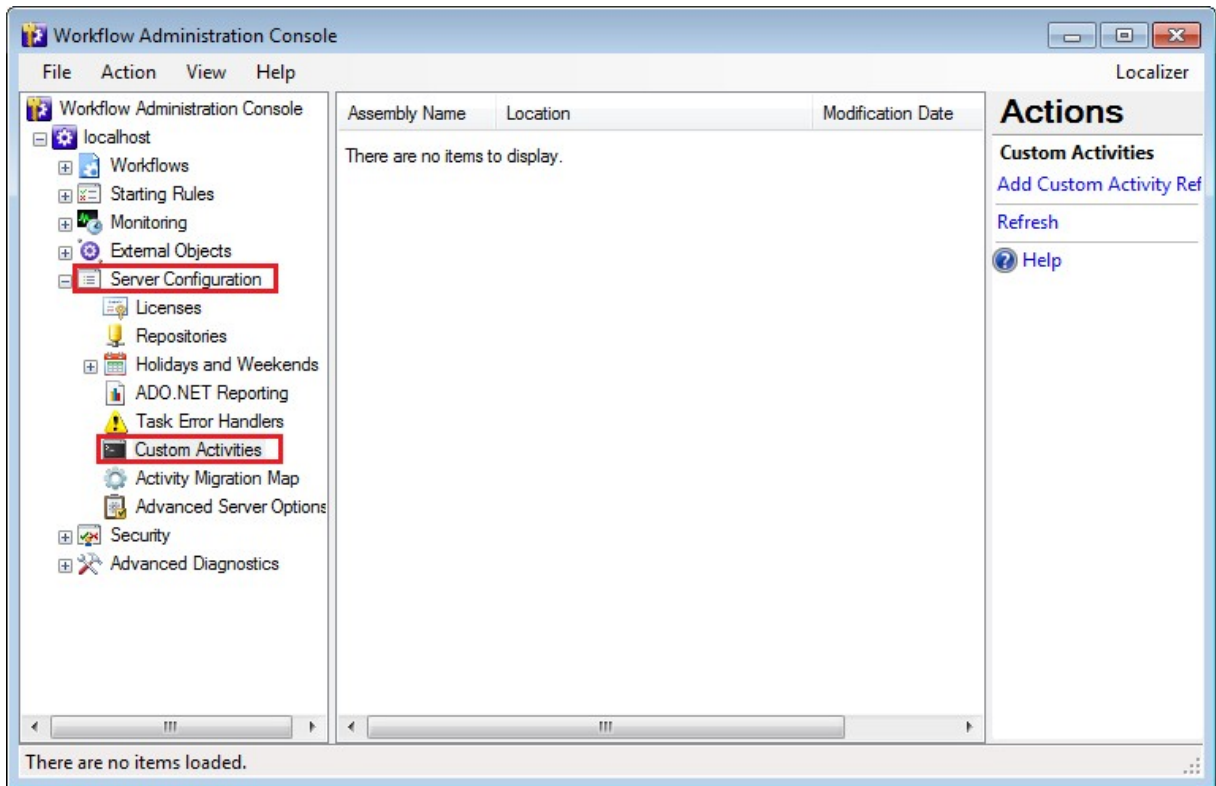 Workflow Administration Console
File Action View Help Localizer
Workflow Administration Console
localhost
Workflows
Starting Rules
Monitoring
External Objects
Server Configuration
Licenses
Repositories
Holidays and Weekends
ADO.NET Reporting
Task Error Handlers
Custom Activities
Activity Migration Map
Advanced Server Options
Security
Advanced Diagnostics
Assembly Name Location Modification Date
There are no items to display.
Actions
Custom Activities
Add Custom Activity Ref
Refresh
Help
There are no items loaded.